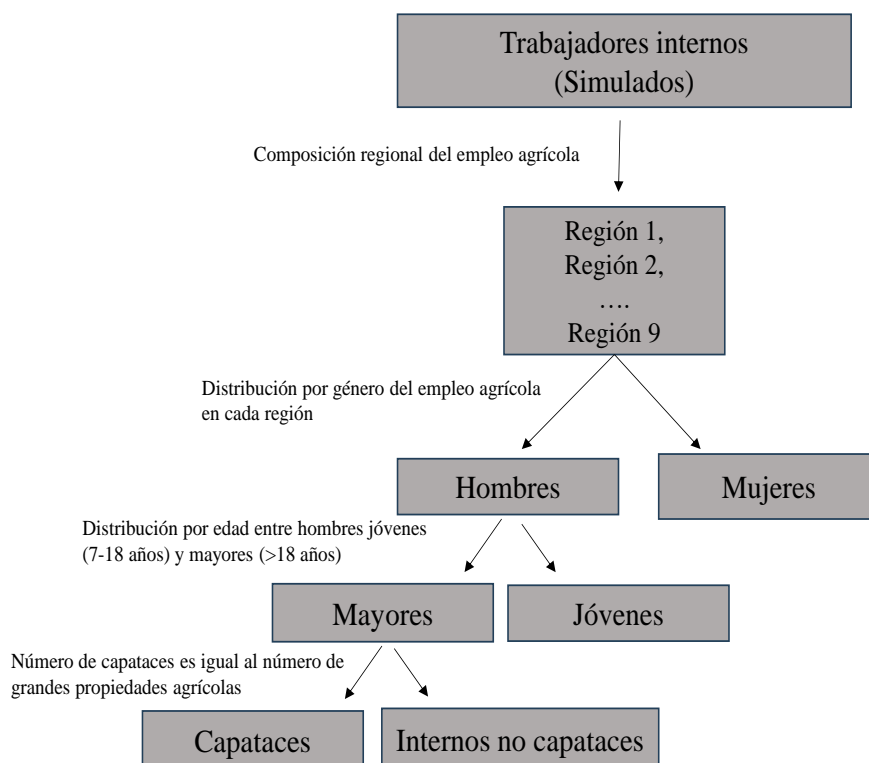 Trabajadores internos
(Simulados)
Composición regional del empleo agrícola
Región 1,
Región 2,
….
Región 9
Distribución por género del empleo agrícola
en cada región
Hombres
Mujeres
Distribución por edad entre hombres jóvenes
(7-18 años) y mayores (>18 años)
Mayores
Jóvenes
Número de capataces es igual al número de
grandes propiedades agrícolas
Capataces
Internos no capataces